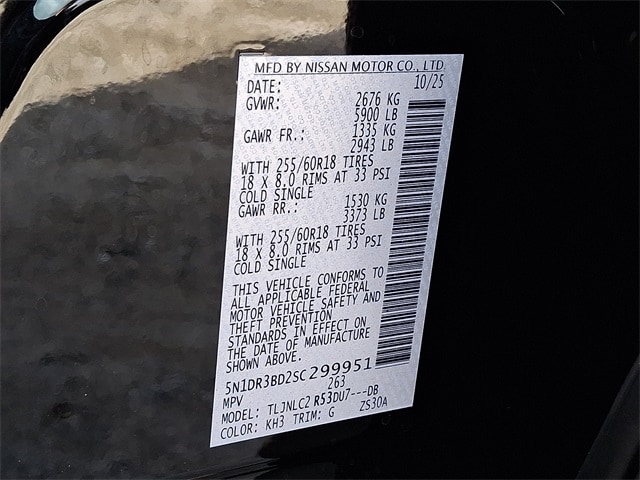 MFD BY NISSAN MOTOR CO., LTD.
DATE: 10/25
GVWR: 2676 KG
5900 LB
GAWR FR.: 1335 KG
2943 LB
WITH 255/60R18 TIRES
18 X 8.0 RIMS AT 33 PSI
COLD SINGLE
GAWR RR.: 1530 KG
3373 LB
WITH 255/60R18 TIRES
18 X 8.0 RIMS AT 33 PSI
COLD SINGLE
THIS VEHICLE CONFORMS TO
ALL APPLICABLE FEDERAL
MOTOR VEHICLE SAFETY AND
THEFT PREVENTION
STANDARDS IN EFFECT ON
THE DATE OF MANUFACTURE
SHOWN ABOVE.
5N1DR3BD2SC299951
MPV 263
MODEL: TLJNLC2 R53DU7---DB
COLOR: KH3 TRIM: G ZS30A